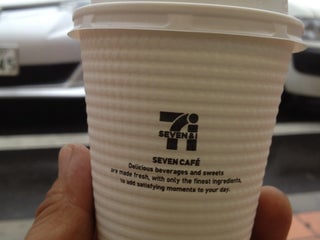 7i
SEVEN&i
SEVEN CAFÉ
Delicious beverages and sweets
are made fresh, with only the finest ingredients,
to add satisfying moments to your day.